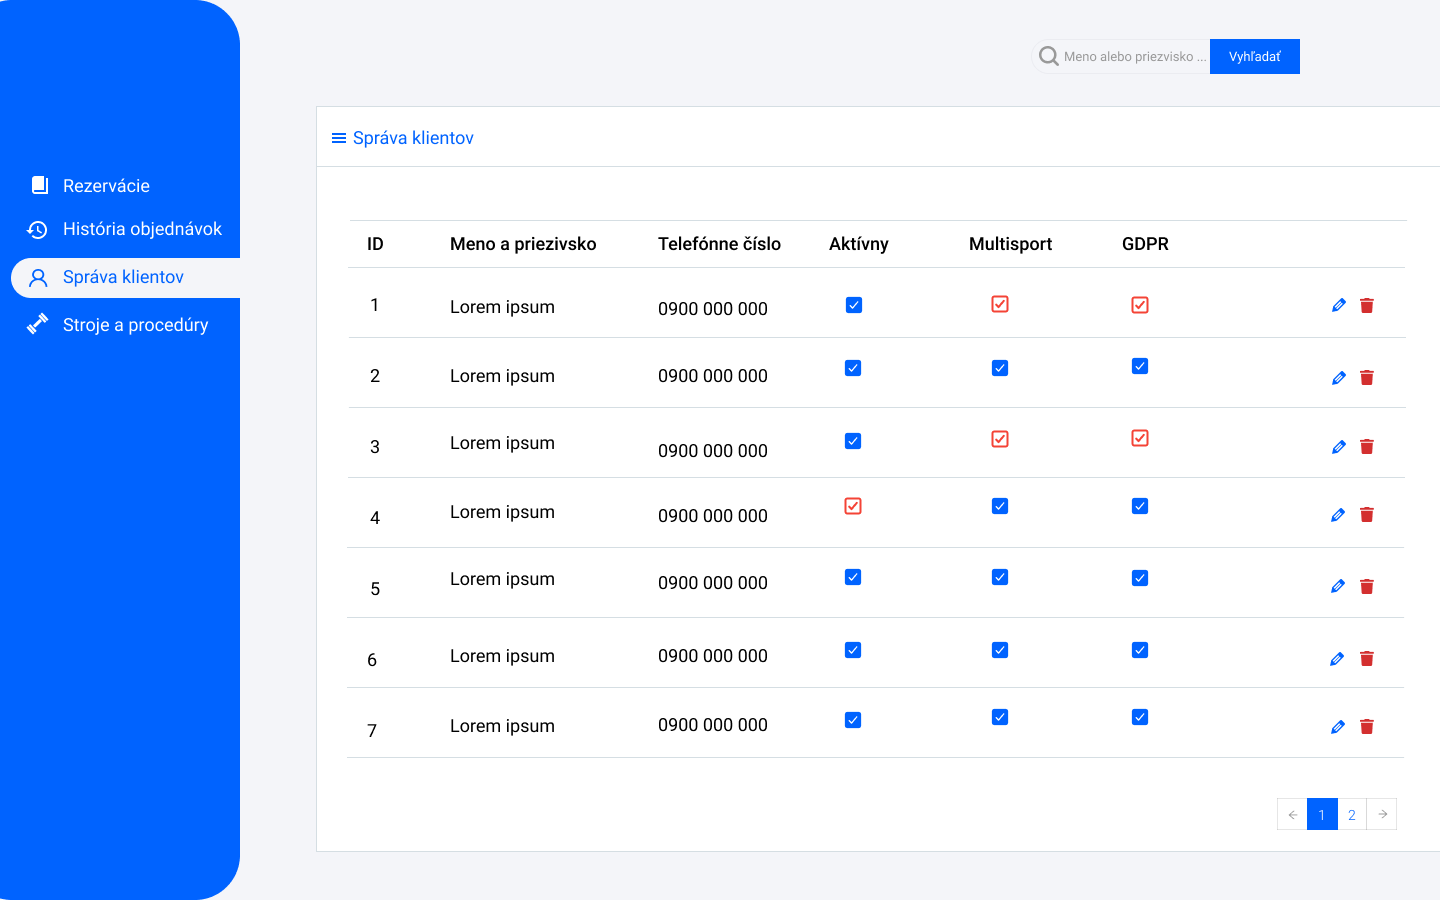 Meno alebo priezvisko ... Vyhľadať
Správa klientov
Rezervácie
História objednávok
Správa klientov
Stroje a procedúry
ID Meno a priezivsko Telefónne číslo Aktívny Multisport GDPR
1 Lorem ipsum 0900 000 000
2 Lorem ipsum 0900 000 000
3 Lorem ipsum 0900 000 000
4 Lorem ipsum 0900 000 000
5 Lorem ipsum 0900 000 000
6 Lorem ipsum 0900 000 000
7 Lorem ipsum 0900 000 000
1 2